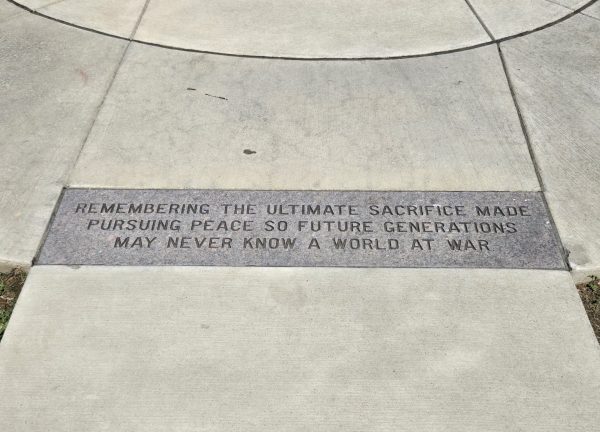 REMEMBERING THE ULTIMATE SACRIFICE MADE
PURSUING PEACE SO FUTURE GENERATIONS
MAY NEVER KNOW A WORLD AT WAR